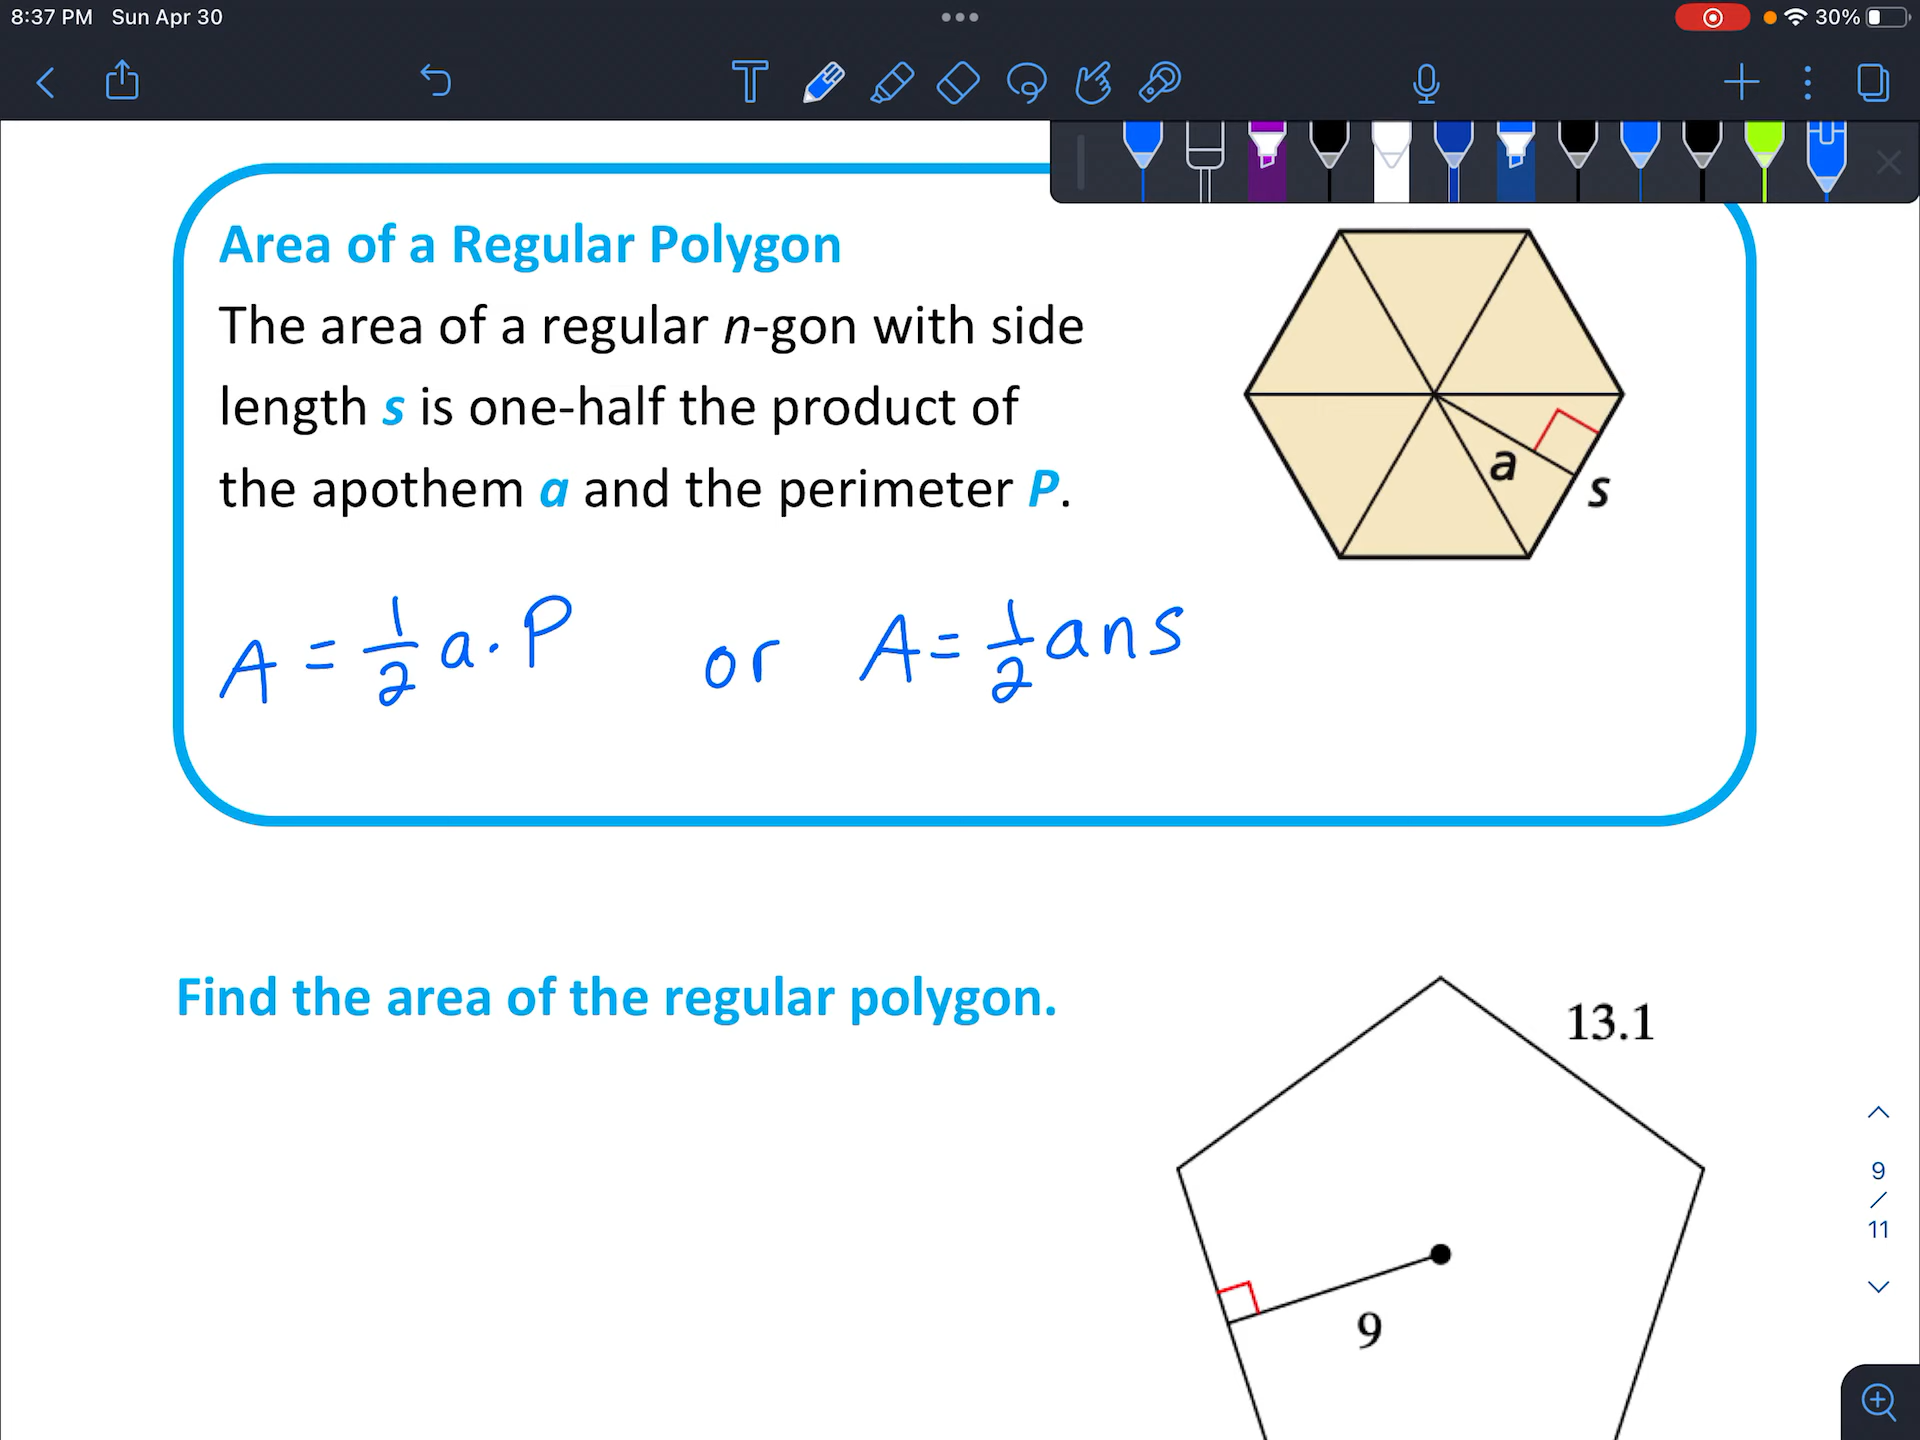 8:37 PM Sun Apr 30
30%
Area of a Regular Polygon
The area of a regular n-gon with side
length s is one-half the product of
the apothem a and the perimeter P.
a
s
A = 1/2 a · P or A = 1/2 ans
Find the area of the regular polygon.
13.1
9
9
/
11